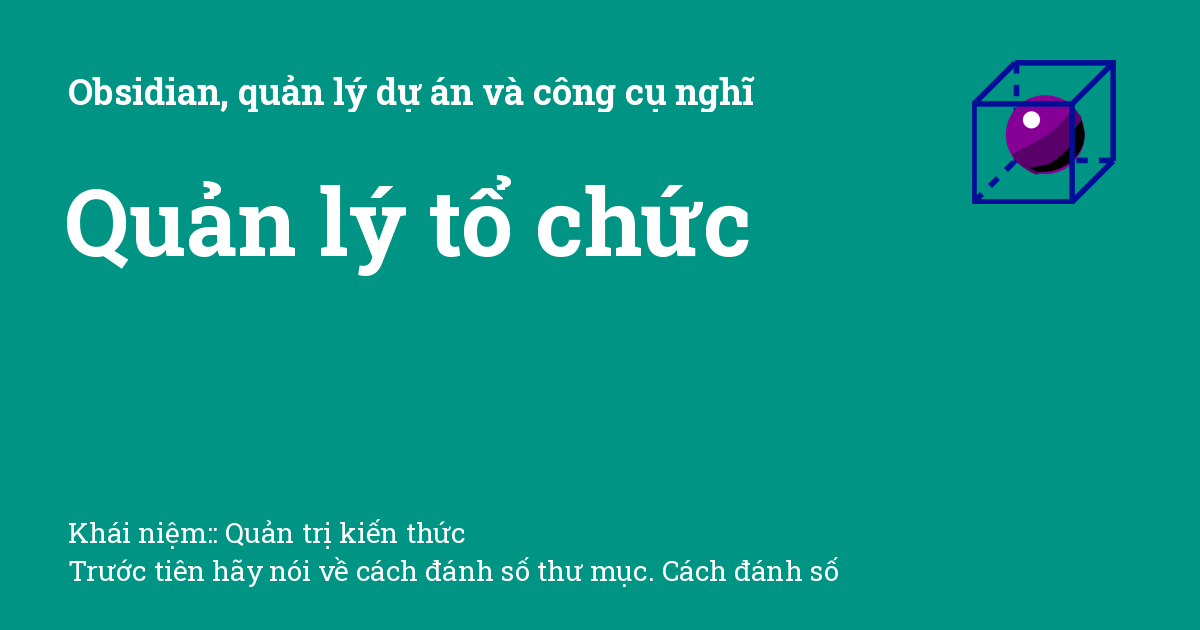 Obsidian, quản lý dự án và công cụ nghĩ
Quản lý tổ chức
Khái niệm:: Quản trị kiến thức
Trước tiên hãy nói về cách đánh số thư mục. Cách đánh số